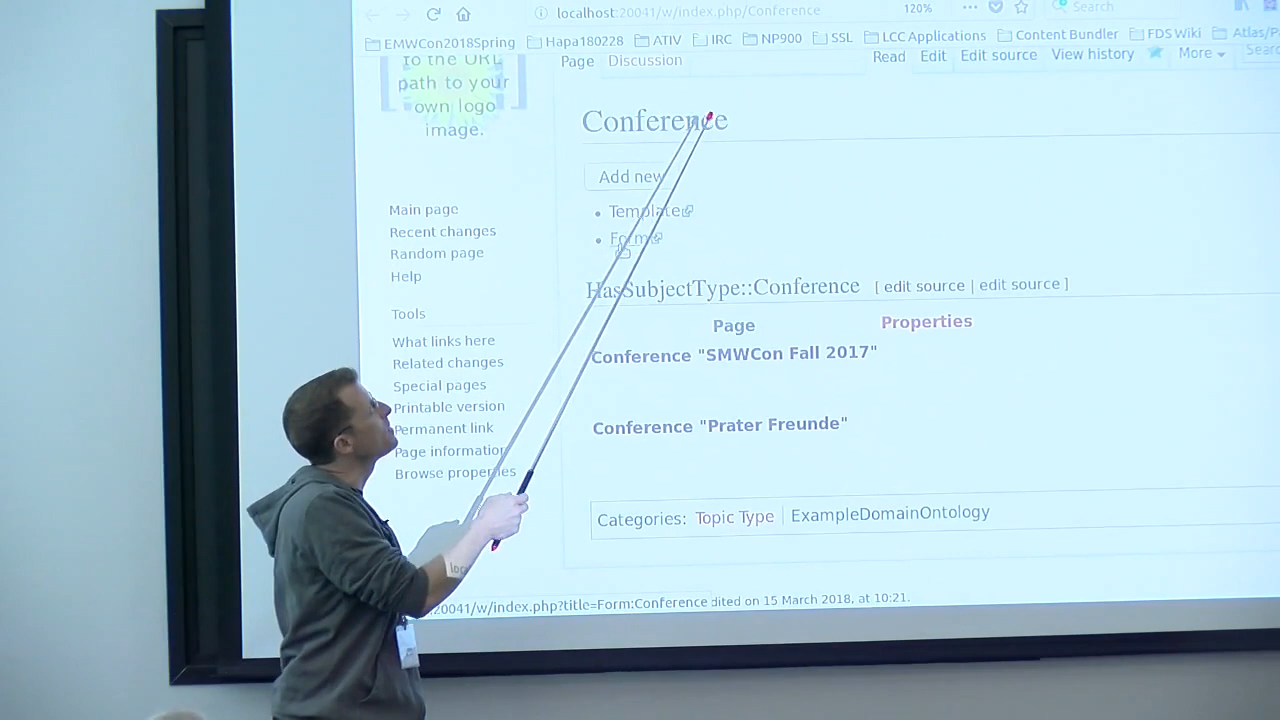 localhost:20041/w/index.php/Conference 120% Search
EMWCon2018Spring Hapa180228 ATIV IRC NP900 SSL LCC Applications Content Bundler FDS Wiki
to the URL
path to your
own logo
image.
Page Discussion Read Edit Edit source View history More
Conference
Add new
Template
Form
HasSubjectType::Conference [ edit source | edit source ]
Page Properties
Conference "SMWCon Fall 2017"
Conference "Prater Freunde"
Categories: Topic Type | ExampleDomainOntology
Main page
Recent changes
Random page
Help
Tools
What links here
Related changes
Special pages
Printable version
Permanent link
Page information
Browse properties
20041/w/index.php?title=Form:Conference dited on 15 March 2018, at 10:21.